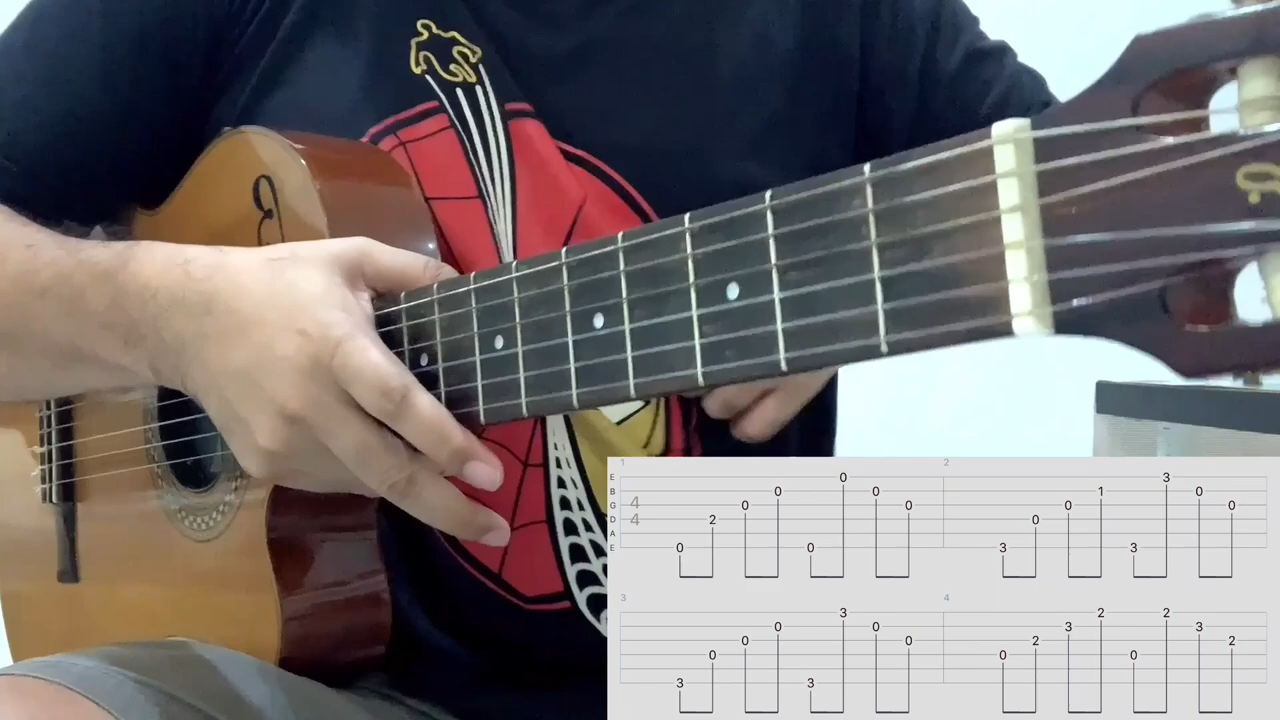 1 2
E 0 3
B 0 0 1 0
G 4 0 0 0 0
D 4 2 0
A
E 0 0 3 3
3 4
3 2 2
0 0 3 3
0 0 2 2
0 0 0
3 3